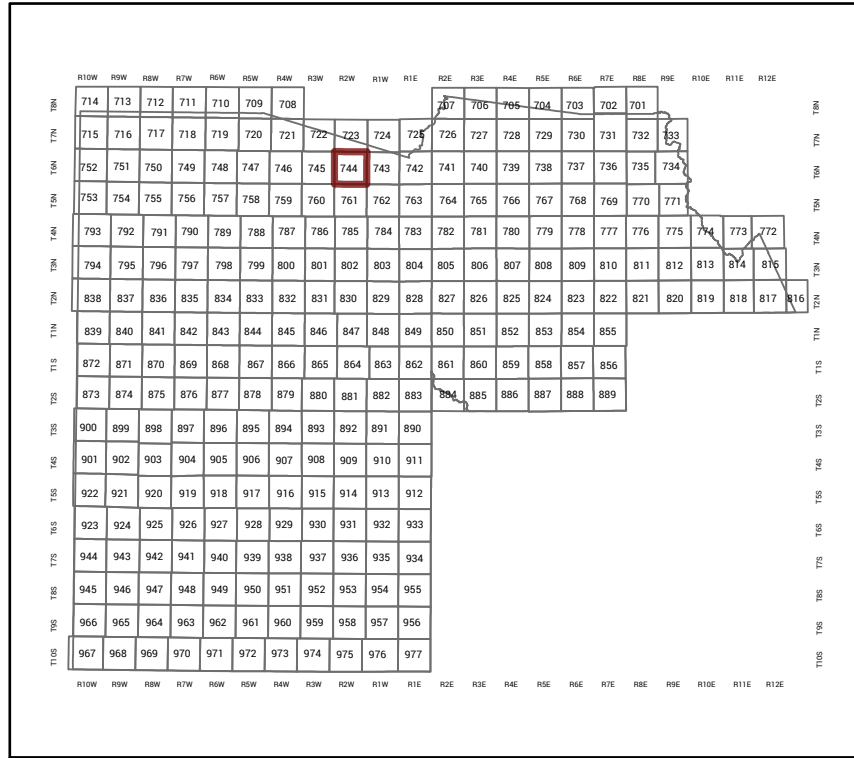 R10W R9W R8W R7W R6W R5W R4W R3W R2W R1W R1E R2E R3E R4E R5E R6E R7E R8E R9E R10E R11E R12E
T8N 714 713 712 711 710 709 708 707 706 705 704 703 702 701 T8N
T7N 715 716 717 718 719 720 721 722 723 724 725 726 727 728 729 730 731 732 733 T7N
T6N 752 751 750 749 748 747 746 745 744 743 742 741 740 739 738 737 736 735 734 T6N
T5N 753 754 755 756 757 758 759 760 761 762 763 764 765 766 767 768 769 770 771 T5N
T4N 793 792 791 790 789 788 787 786 785 784 783 782 781 780 779 778 777 776 775 774 773 772 T4N
T3N 794 795 796 797 798 799 800 801 802 803 804 805 806 807 808 809 810 811 812 813 814 815 T3N
T2N 838 837 836 835 834 833 832 831 830 829 828 827 826 825 824 823 822 821 820 819 818 817 816 T2N
T1N 839 840 841 842 843 844 845 846 847 848 849 850 851 852 853 854 855 T1N
T1S 872 871 870 869 868 867 866 865 864 863 862 861 860 859 858 857 856 T1S
T2S 873 874 875 876 877 878 879 880 881 882 883 884 885 886 887 888 889 T2S
T3S 900 899 898 897 896 895 894 893 892 891 890 T3S
T4S 901 902 903 904 905 906 907 908 909 910 911 T4S
T5S 922 921 920 919 918 917 916 915 914 913 912 T5S
T6S 923 924 925 926 927 928 929 930 931 932 933 T6S
T7S 944 943 942 941 940 939 938 937 936 935 934 T7S
T8S 945 946 947 948 949 950 951 952 953 954 955 T8S
T9S 966 965 964 963 962 961 960 959 958 957 956 T9S
T10S 967 968 969 970 971 972 973 974 975 976 977 T10S
R10W R9W R8W R7W R6W R5W R4W R3W R2W R1W R1E R2E R3E R4E R5E R6E R7E R8E R9E R10E R11E R12E